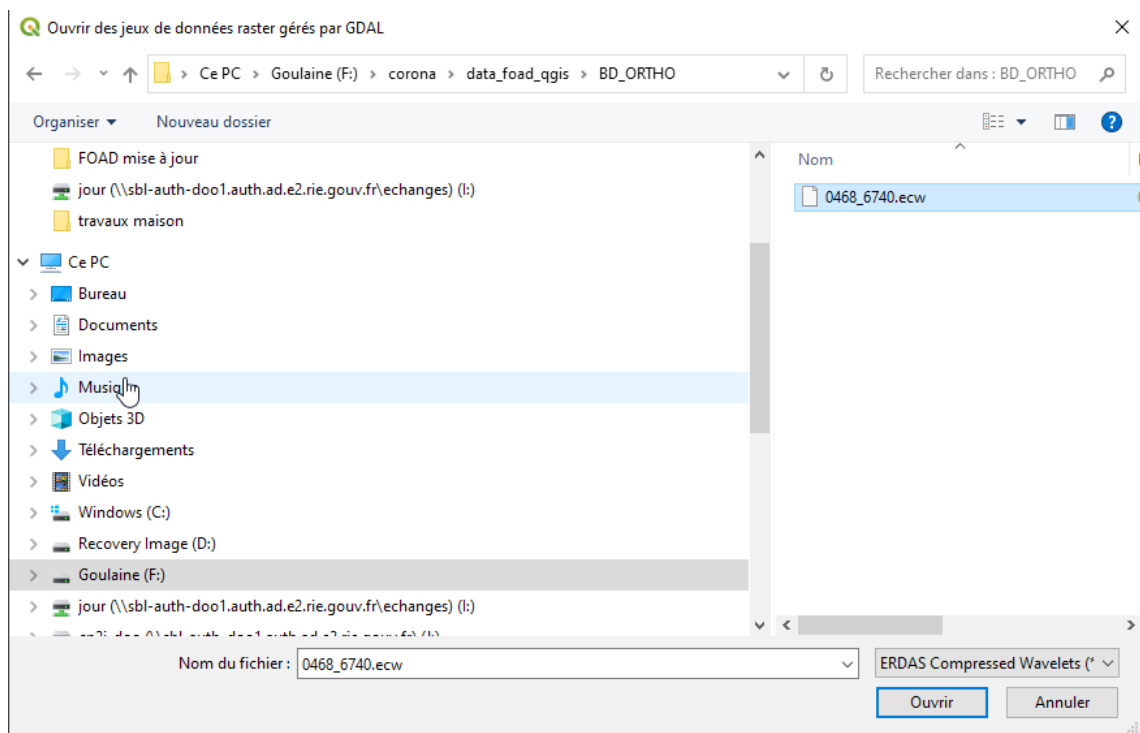 Ouvrir des jeux de données raster gérés par GDAL
Ce PC > Goulaine (F:) > corona > data_foad_qgis > BD_ORTHO
Rechercher dans : BD_ORTHO
Organiser
Nouveau dossier
FOAD mise à jour
jour (\\sbl-auth-doo1.auth.ad.e2.rie.gouv.fr\echanges) (I:)
travaux maison
Ce PC
Bureau
Documents
Images
Objets 3D
Téléchargements
Vidéos
Windows (C:)
Recovery Image (D:)
Goulaine (F:)
jour (\\sbl-auth-doo1.auth.ad.e2.rie.gouv.fr\echanges) (I:)
Nom
0468_6740.ecw
Nom du fichier : 0468_6740.ecw
ERDAS Compressed Wavelets (*
Ouvrir
Annuler